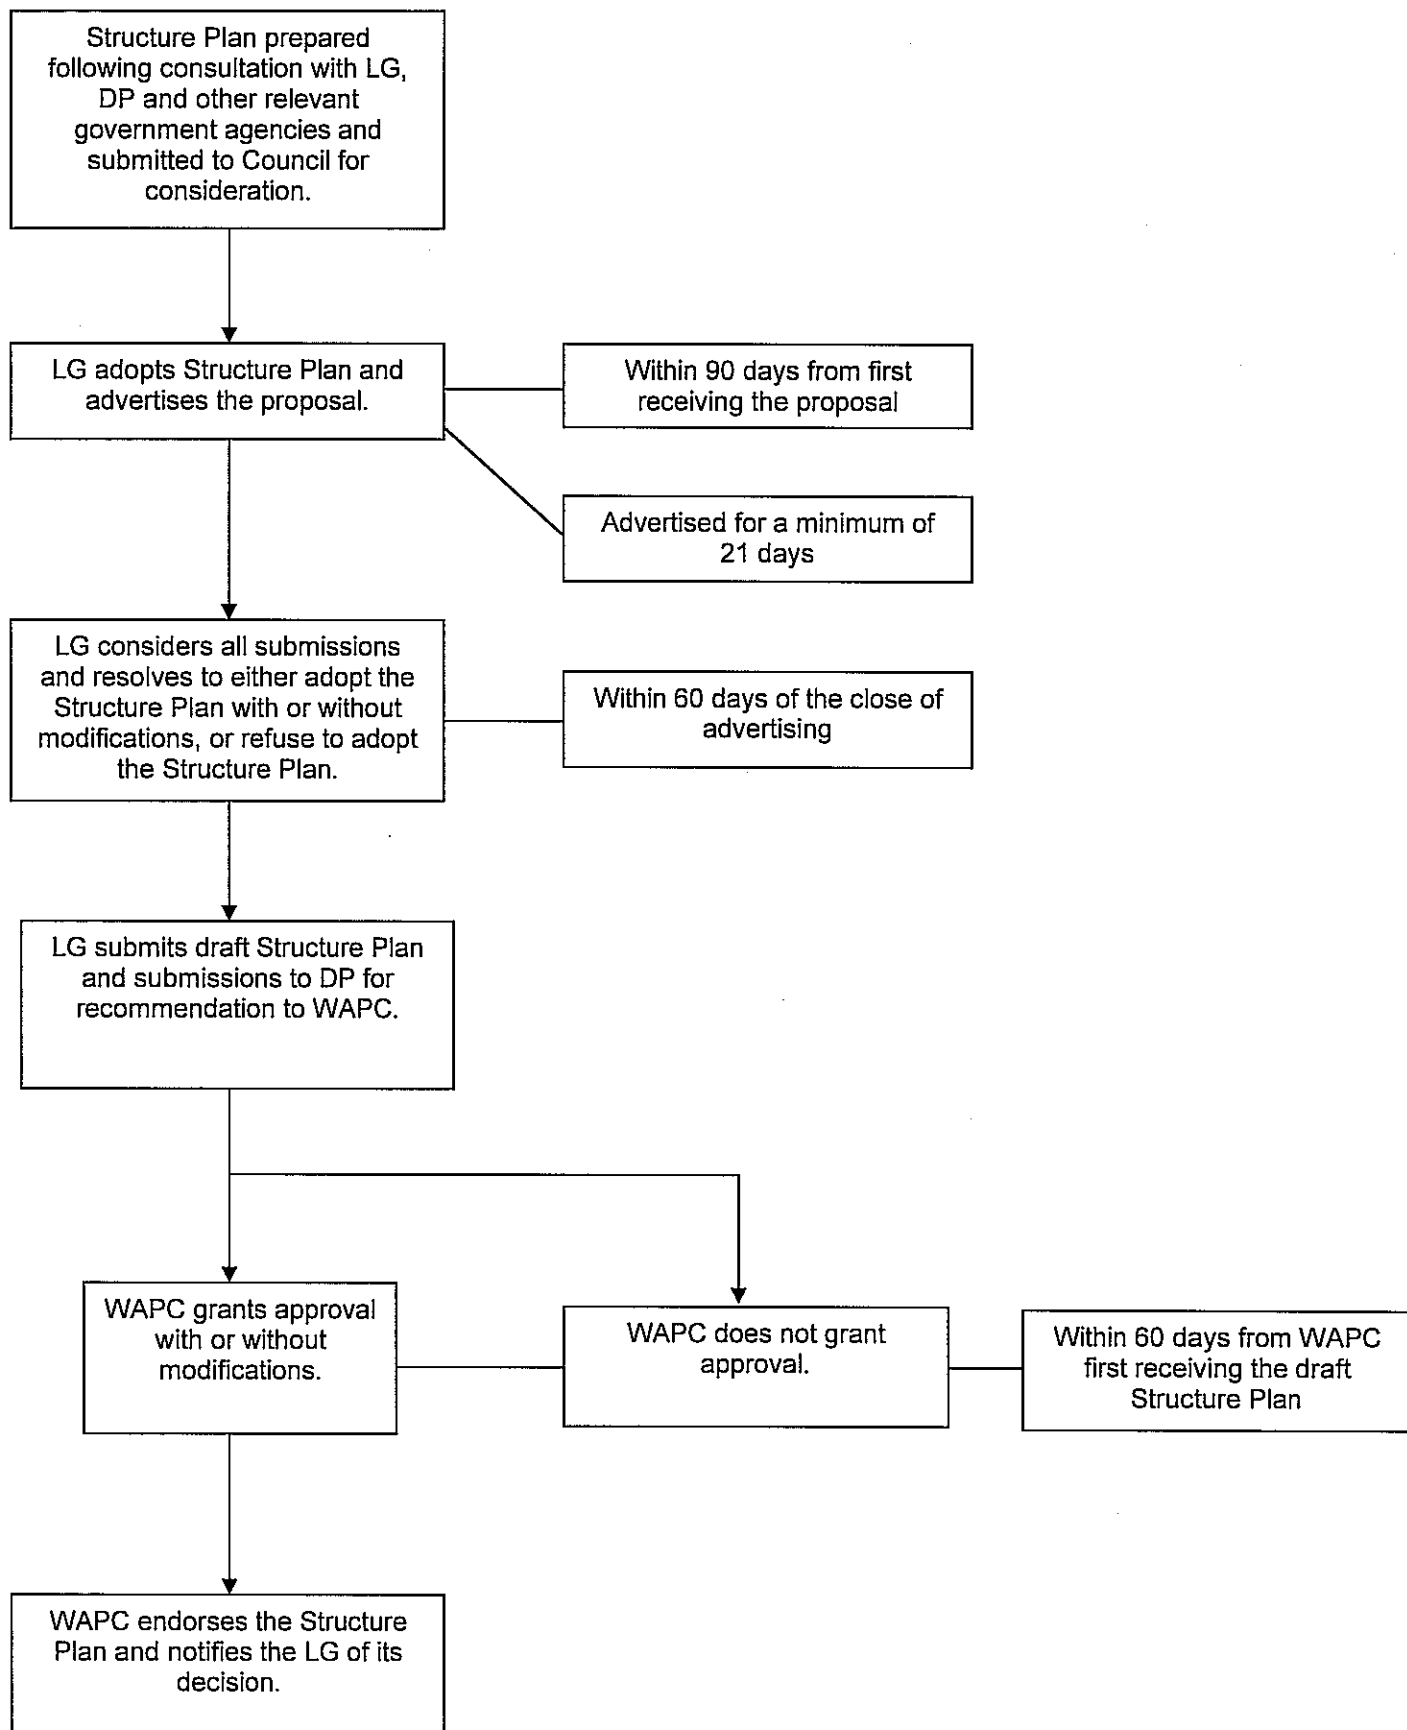 Structure Plan prepared
following consultation with LG,
DP and other relevant
government agencies and
submitted to Council for
consideration.
LG adopts Structure Plan and
advertises the proposal.
Within 90 days from first
receiving the proposal
Advertised for a minimum of
21 days
LG considers all submissions
and resolves to either adopt the
Structure Plan with or without
modifications, or refuse to adopt
the Structure Plan.
Within 60 days of the close of
advertising
LG submits draft Structure Plan
and submissions to DP for
recommendation to WAPC.
WAPC grants approval
with or without
modifications.
WAPC does not grant
approval.
Within 60 days from WAPC
first receiving the draft
Structure Plan
WAPC endorses the Structure
Plan and notifies the LG of its
decision.